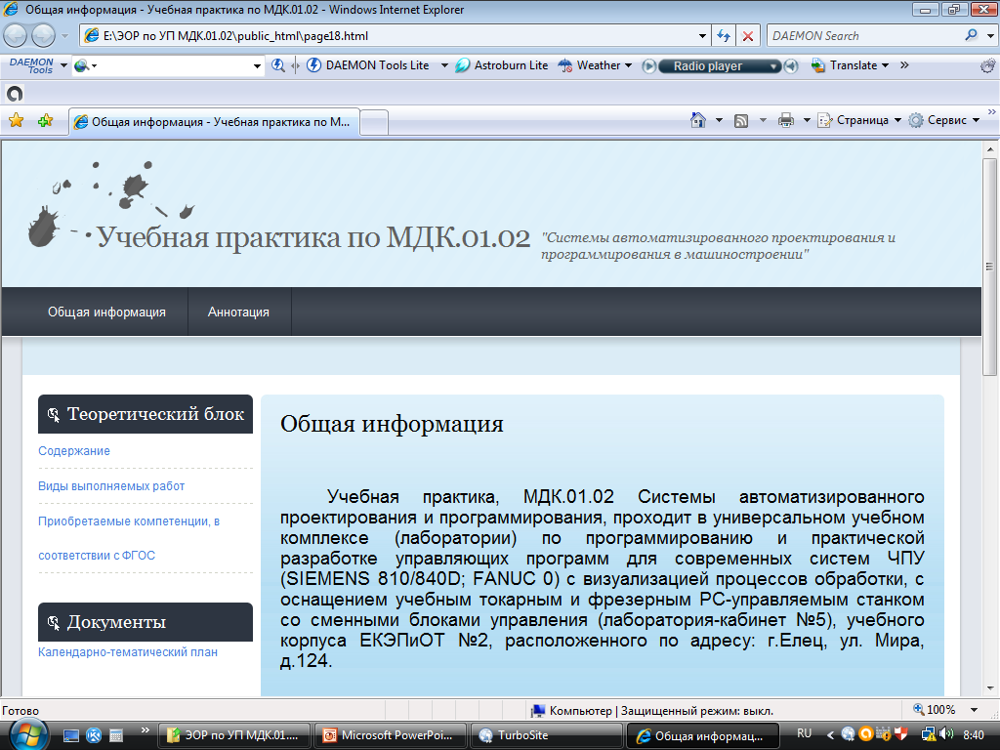 Общая информация - Учебная практика по МДК.01.02 - Windows Internet Explorer
E:\ЭОР по УП МДК.01.02\public_html\page18.html
DAEMON Search
DAEMON Tools
DAEMON Tools Lite
Astroburn Lite
Weather
Radio player
Translate
Общая информация - Учебная практика по М...
Страница
Сервис
Учебная практика по МДК.01.02
"Системы автоматизированного проектирования и
программирования в машиностроении"
Общая информация
Аннотация
Теоретический блок
Содержание
Виды выполняемых работ
Приобретаемые компетенции, в
соответствии с ФГОС
Документы
Календарно-тематический план
Общая информация
Учебная практика, МДК.01.02 Системы автоматизированного
проектирования и программирования, проходит в универсальном учебном
комплексе (лаборатории) по программированию и практической
разработке управляющих программ для современных систем ЧПУ
(SIEMENS 810/840D; FANUC 0) с визуализацией процессов обработки, с
оснащением учебным токарным и фрезерным PC-управляемым станком
со сменными блоками управления (лаборатория-кабинет №5), учебного
корпуса ЕКЭПиОТ №2, расположенного по адресу: г.Елец, ул. Мира,
д.124.
Готово
Компьютер | Защищенный режим: выкл.
100%
ЭОР по УП МДК.01....
Microsoft PowerPoi...
TurboSite
Общая информац...
RU
8:40